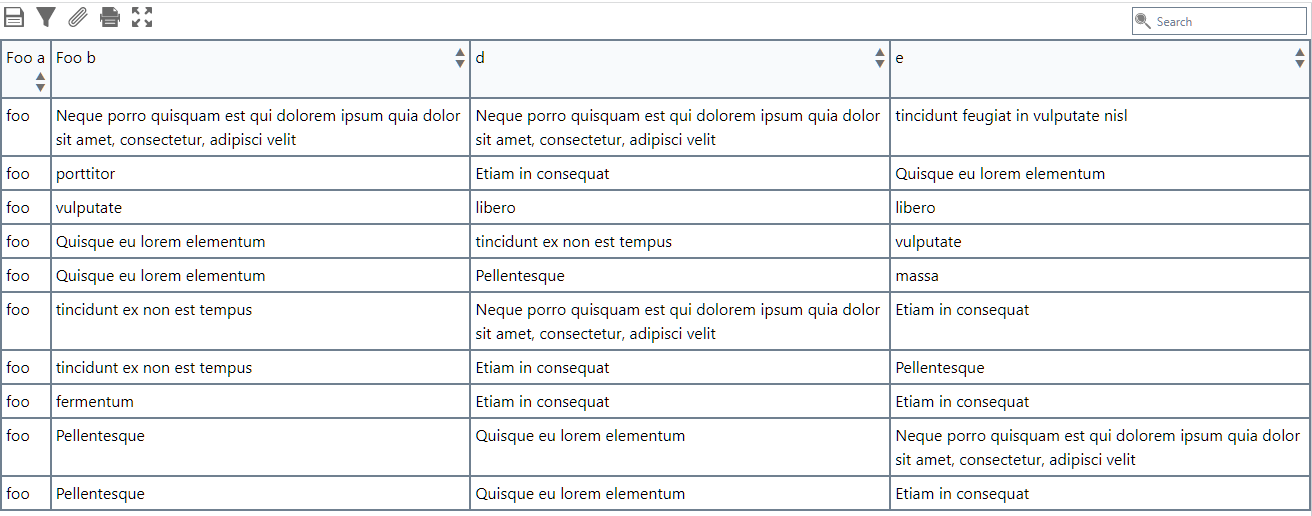 Search
Foo a Foo b d e
foo Neque porro quisquam est qui dolorem ipsum quia dolor Neque porro quisquam est qui dolorem ipsum quia dolor tincidunt feugiat in vulputate nisl
sit amet, consectetur, adipisci velit sit amet, consectetur, adipisci velit
foo porttitor Etiam in consequat Quisque eu lorem elementum
foo vulputate libero libero
foo Quisque eu lorem elementum tincidunt ex non est tempus vulputate
foo Quisque eu lorem elementum Pellentesque massa
foo tincidunt ex non est tempus Neque porro quisquam est qui dolorem ipsum quia dolor Etiam in consequat
sit amet, consectetur, adipisci velit
foo tincidunt ex non est tempus Etiam in consequat Pellentesque
foo fermentum Etiam in consequat Etiam in consequat
foo Pellentesque Quisque eu lorem elementum Neque porro quisquam est qui dolorem ipsum quia dolor
sit amet, consectetur, adipisci velit
foo Pellentesque Quisque eu lorem elementum Etiam in consequat